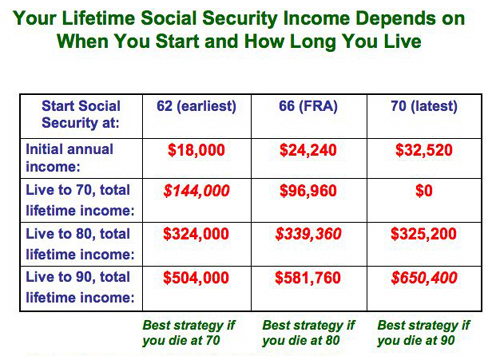 Your Lifetime Social Security Income Depends on
When You Start and How Long You Live
Start Social
Security at:
62 (earliest)
66 (FRA)
70 (latest)
Initial annual
income:
$18,000
$24,240
$32,520
Live to 70, total
lifetime income:
$144,000
$96,960
$0
Live to 80, total
lifetime income:
$324,000
$339,360
$325,200
Live to 90, total
lifetime income:
$504,000
$581,760
$650,400
Best strategy if
you die at 70
Best strategy if
you die at 80
Best strategy if
you die at 90